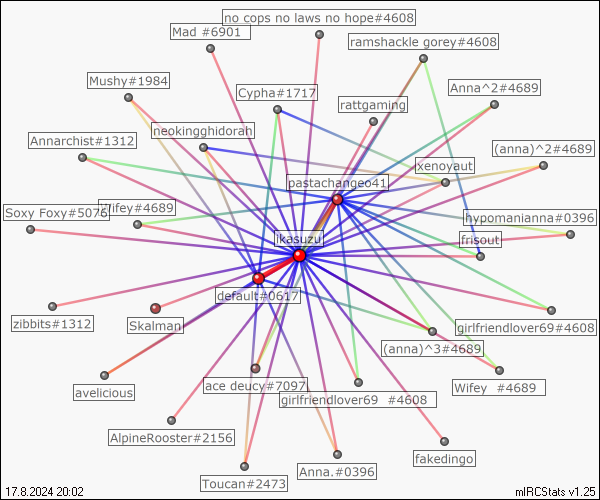 no cops no laws no hope#4608
Mad #6901
ramshackle gorey#4608
Mushy#1984
Cypha#1717
Anna^2#4689
rattgaming
neokingghidorah
Annarchist#1312
(anna)^2#4689
xenoyaut
pastachangeo41
Soxy Foxy#5076
Wifey#4689
hypomanianna#0396
ikasuzu
frisout
default#0617
zibbits#1312
Skalman
girlfriendlover69#4608
(anna)^3#4689
avelicious
ace deucy#7097
Wifey #4689
girlfriendlover69 #4608
AlpineRooster#2156
fakedingo
Toucan#2473
Anna.#0396
17.8.2024 20:02
mIRCStats v1.25